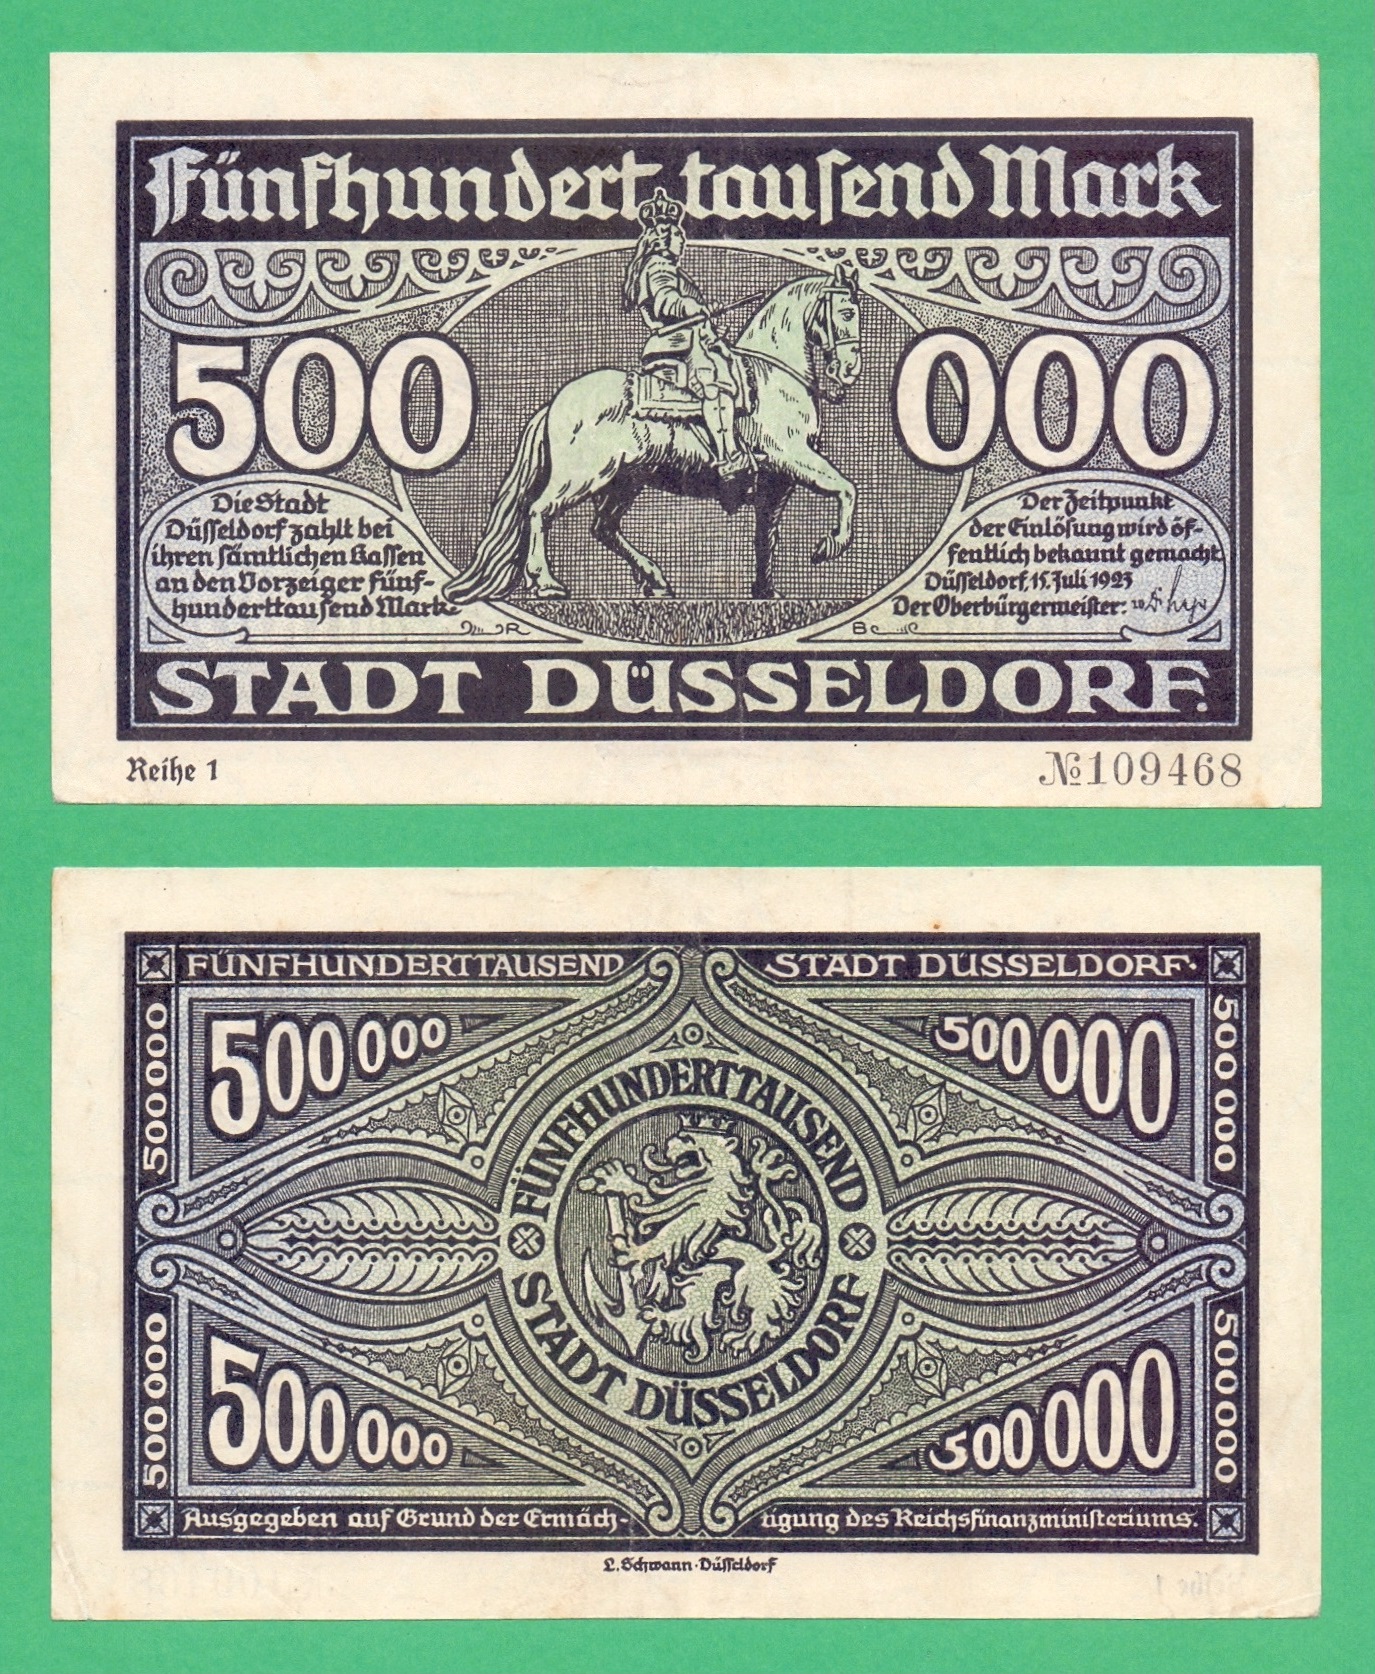 Fünfhundert tausend Mark
500 000
Die Stadt
Düsseldorf zahlt bei
ihren sämtlichen Kassen
an den Vorzeiger fünf-
hunderttausend Mark
Der Zeitpunkt
der Einlösung wird öf-
fentlich bekannt gemacht.
Düsseldorf, 15. Juli 1923
Der Oberbürgermeister:
STADT DÜSSELDORF.
Reihe 1
№109468
FÜNFHUNDERTTAUSEND
STADT DÜSSELDORF·
500 000
500 000
500 000
500 000
FÜNFHUNDERTTAUSEND
STADT DÜSSELDORF
500 000
500 000
500 000
500 000
Ausgegeben auf Grund der Ermäch-
tigung des Reichsfinanzministeriums.
L. Schwann · Düsseldorf